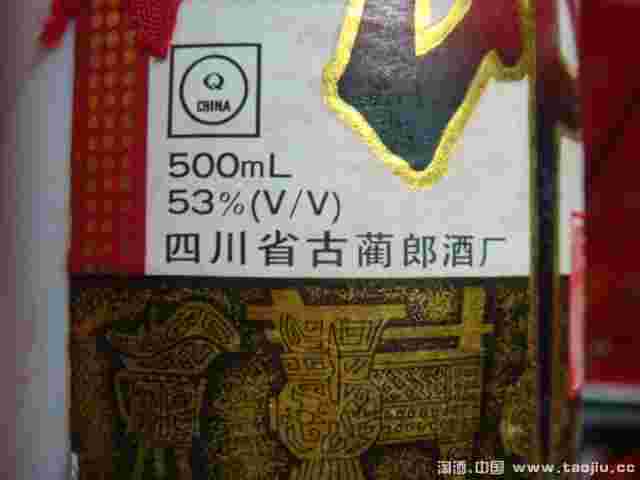 Q
CHINA
500mL
53%(V/V)
四川省古蔺郎酒厂
淘酒.中国 www.taojiu.cc